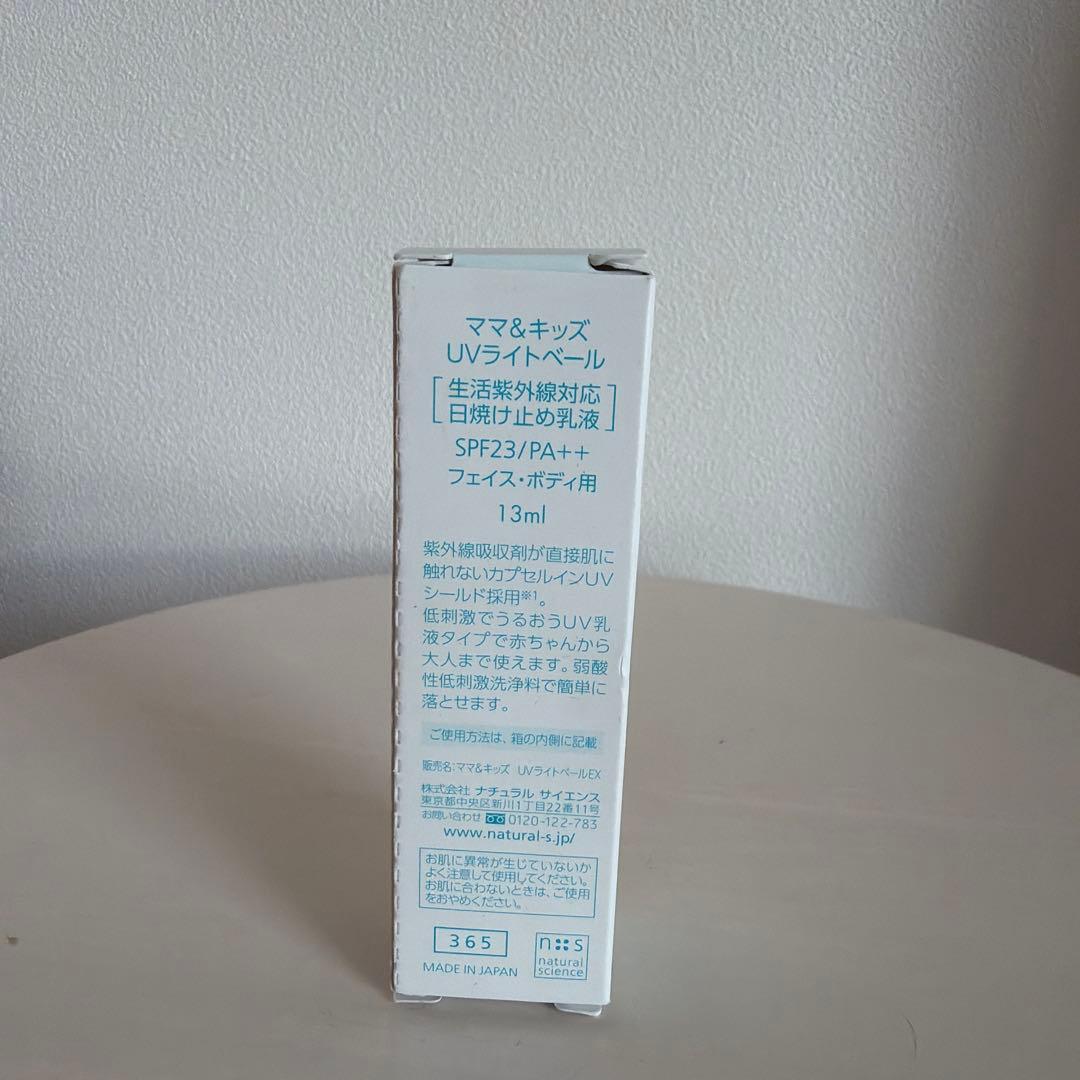 ママ&キッズ
UVライトベール
生活紫外線対応
日焼け止め乳液
SPF23/PA++
フェイス・ボディ用
13ml
紫外線吸収剤が直接肌に
触れないカプセルインUV
シールド採用※1。
低刺激でうるおうUV乳
液タイプで赤ちゃんから
大人まで使えます。弱酸
性低刺激洗浄料で簡単に
落とせます。
ご使用方法は、箱の内側に記載
販売名:ママ&キッズ UVライトベールEX
株式会社 ナチュラル サイエンス
東京都中央区新川1丁目22番11号
お問い合わせ 0120-122-783
www.natural-s.jp/
お肌に異常が生じていないか
よく注意して使用してください。
お肌に合わないときは、ご使用
をおやめください。
365
MADE IN JAPAN
n s
natural
science